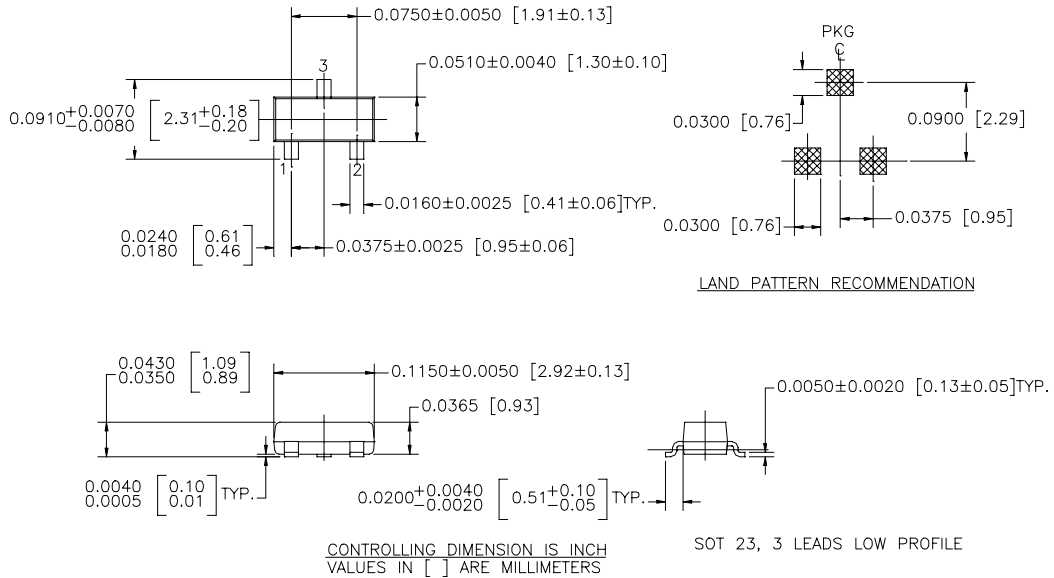 0.0750±0.0050 [1.91±0.13]
3
0.0510±0.0040 [1.30±0.10]
0.0910+0.0070 -0.0080 [2.31+0.18 -0.20]
1
2
0.0160±0.0025 [0.41±0.06]TYP.
0.0240 [0.61
0.0180 0.46]
0.0375±0.0025 [0.95±0.06]
PKG
CL
0.0300 [0.76]
0.0900 [2.29]
0.0300 [0.76]
0.0375 [0.95]
LAND PATTERN RECOMMENDATION
0.0430 [1.09
0.0350 0.89]
0.1150±0.0050 [2.92±0.13]
0.0365 [0.93]
0.0050±0.0020 [0.13±0.05]TYP.
0.0040 [0.10
0.0005 0.01] TYP.
0.0200+0.0040 -0.0020 [0.51+0.10 -0.05] TYP.
CONTROLLING DIMENSION IS INCH
VALUES IN [ ] ARE MILLIMETERS
SOT 23, 3 LEADS LOW PROFILE